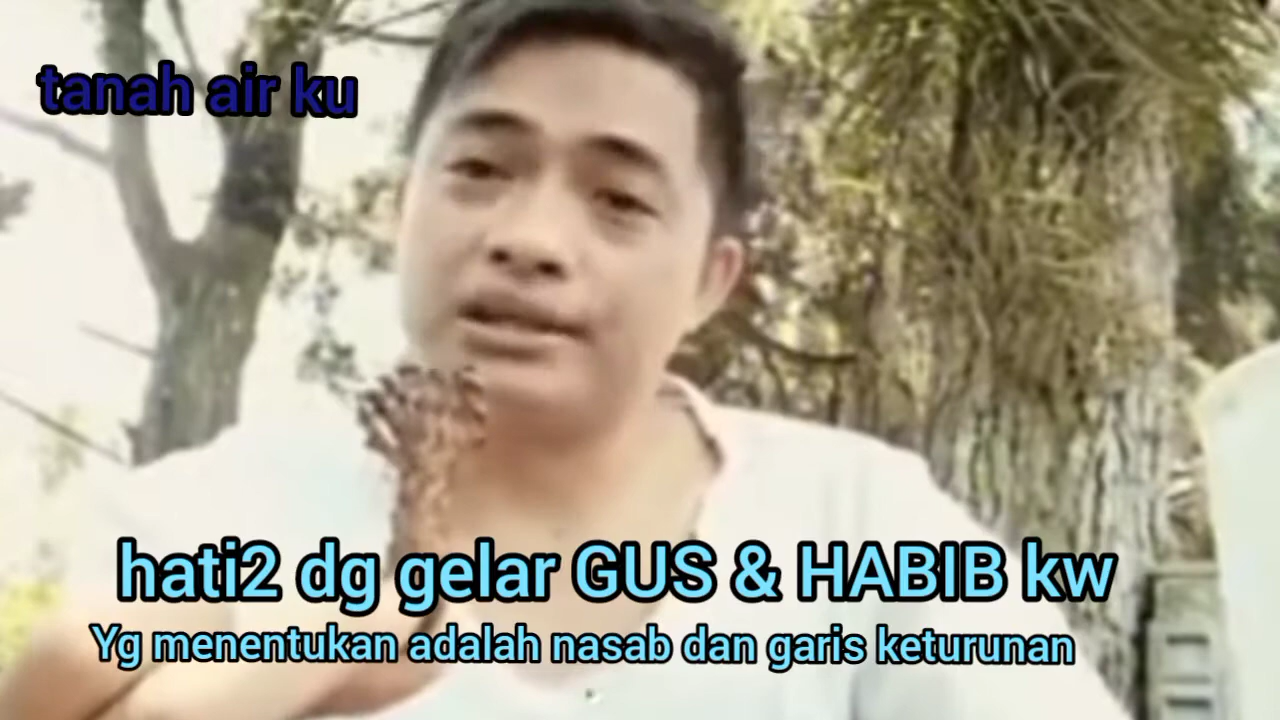 tanah air ku
hati2 dg gelar GUS & HABIB kw
Yg menentukan adalah nasab dan garis keturunan